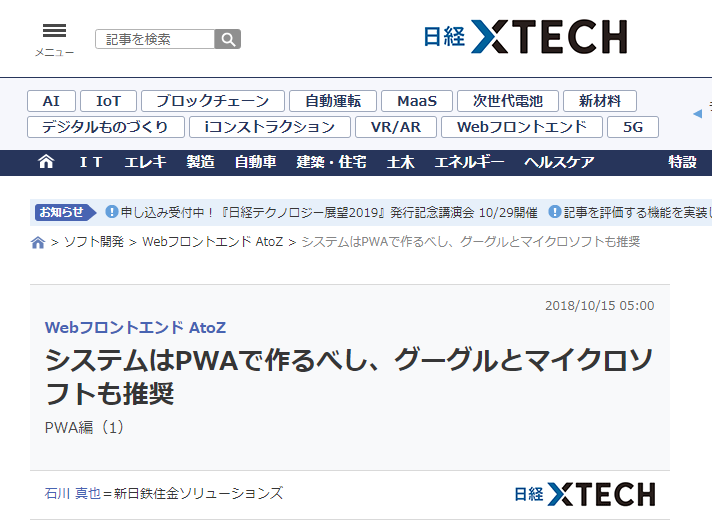 メニュー
記事を検索
日経 XTECH
AI IoT ブロックチェーン 自動運転 MaaS 次世代電池 新材料
デジタルものづくり iコンストラクション VR/AR Webフロントエンド 5G
IT エレキ 製造 自動車 建築・住宅 土木 エネルギー ヘルスケア 特設
お知らせ 申し込み受付中！『日経テクノロジー展望2019』発行記念講演会 10/29開催 記事を評価する機能を実装し
> ソフト開発 > Webフロントエンド AtoZ > システムはPWAで作るべし、グーグルとマイクロソフトも推奨
2018/10/15 05:00
Webフロントエンド AtoZ
システムはPWAで作るべし、グーグルとマイクロソ
フトも推奨
PWA編（1）
石川 真也＝新日鉄住金ソリューションズ
日経 XTECH